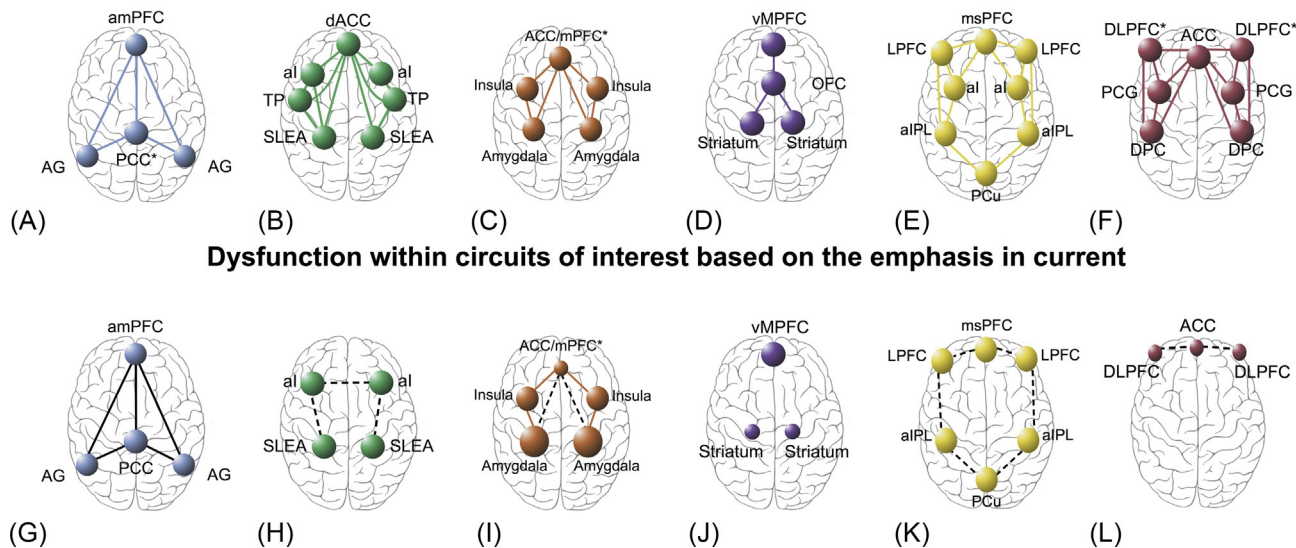 amPFC
AG
PCC*
AG
(A)
dACC
aI
aI
TP
TP
SLEA
SLEA
(B)
ACC/mPFC*
Insula
Insula
Amygdala
Amygdala
(C)
vMPFC
OFC
Striatum
Striatum
(D)
msPFC
LPFC
LPFC
aI
aI
aIPL
aIPL
PCu
(E)
DLPFC*
ACC
DLPFC*
PCG
PCG
DPC
DPC
(F)
Dysfunction within circuits of interest based on the emphasis in current
amPFC
AG
PCC
AG
(G)
aI
aI
SLEA
SLEA
(H)
ACC/mPFC*
Insula
Insula
Amygdala
Amygdala
(I)
vMPFC
Striatum
Striatum
(J)
msPFC
LPFC
LPFC
aIPL
aIPL
PCu
(K)
ACC
DLPFC
DLPFC
(L)